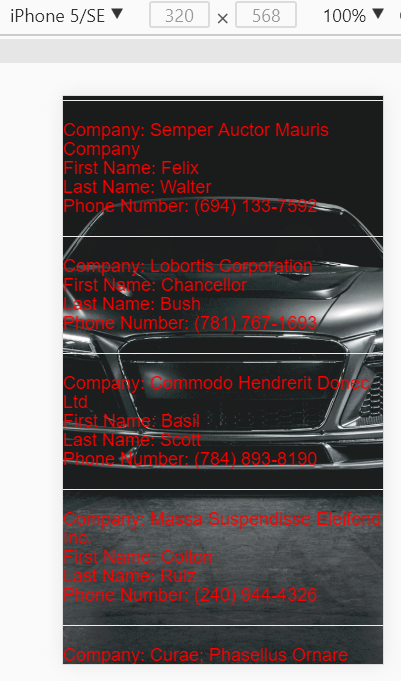 iPhone 5/SE ▼ 320 × 568 100% ▼
Company: Semper Auctor Mauris
Company
First Name: Felix
Last Name: Walter
Phone Number: (694) 133-7592
Company: Lobortis Corporation
First Name: Chancellor
Last Name: Bush
Phone Number: (781) 767-1693
Company: Commodo Hendrerit Donec
Ltd
First Name: Basil
Last Name: Scott
Phone Number: (784) 893-8190
Company: Massa Suspendisse Eleifend
Inc.
First Name: Colton
Last Name: Ruiz
Phone Number: (240) 944-4326
Company: Curae; Phasellus Ornare